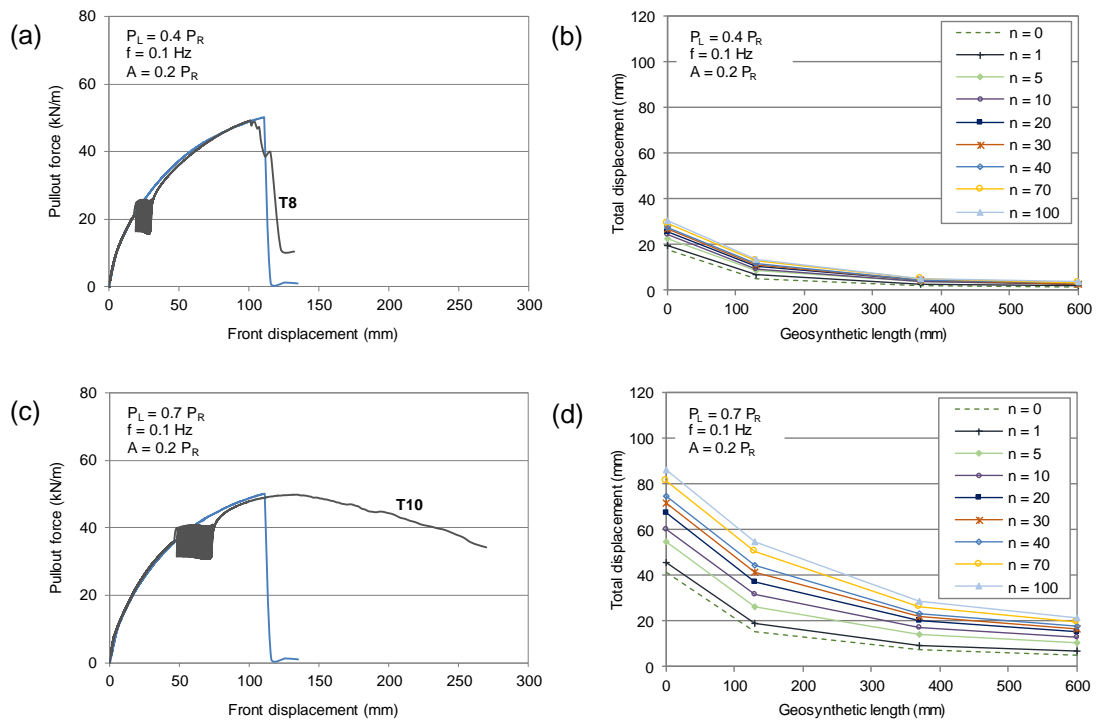 (a)
P_L = 0.4 P_R
f = 0.1 Hz
A = 0.2 P_R
80
60
40
20
0
Pullout force (kN/m)
T8
0 50 100 150 200 250 300
Front displacement (mm)
(b)
P_L = 0.4 P_R
f = 0.1 Hz
A = 0.2 P_R
120
100
80
60
40
20
0
Total displacement (mm)
n = 0
n = 1
n = 5
n = 10
n = 20
n = 30
n = 40
n = 70
n = 100
0 100 200 300 400 500 600
Geosynthetic length (mm)
(c)
P_L = 0.7 P_R
f = 0.1 Hz
A = 0.2 P_R
80
60
40
20
0
Pullout force (kN/m)
T10
0 50 100 150 200 250 300
Front displacement (mm)
(d)
P_L = 0.7 P_R
f = 0.1 Hz
A = 0.2 P_R
120
100
80
60
40
20
0
Total displacement (mm)
n = 0
n = 1
n = 5
n = 10
n = 20
n = 30
n = 40
n = 70
n = 100
0 100 200 300 400 500 600
Geosynthetic length (mm)